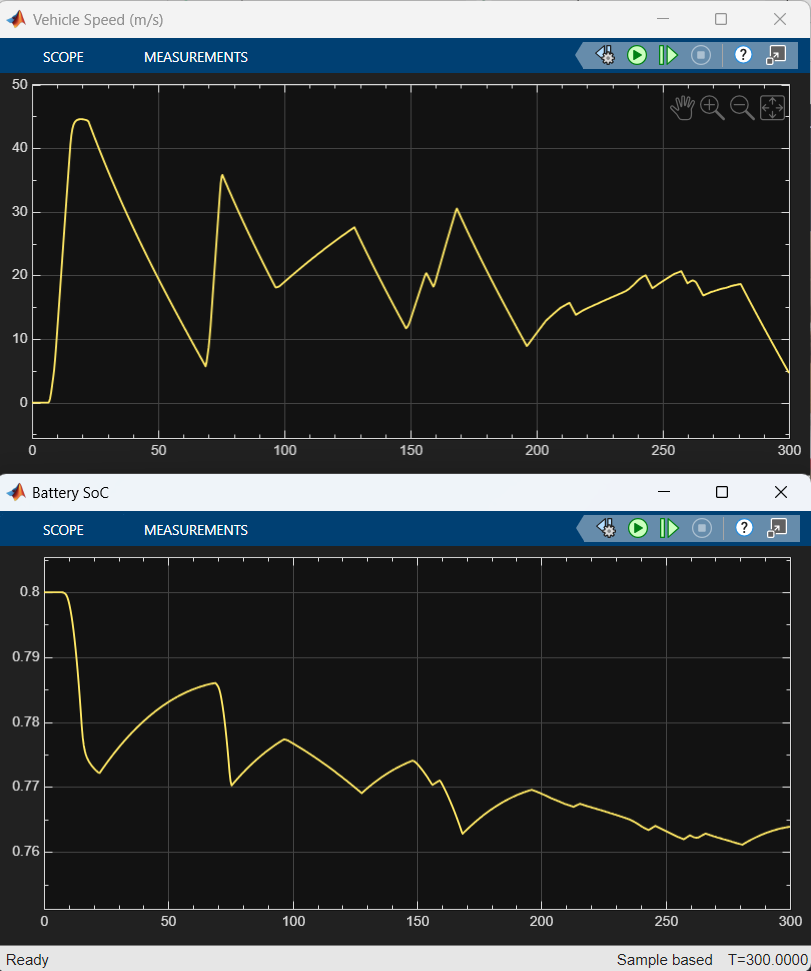 Vehicle Speed (m/s)
SCOPE MEASUREMENTS ?
50
40
30
20
10
0
0 50 100 150 200 250 300
Battery SoC
SCOPE MEASUREMENTS ?
0.8
0.79
0.78
0.77
0.76
0 50 100 150 200 250 300
Ready Sample based T=300.0000